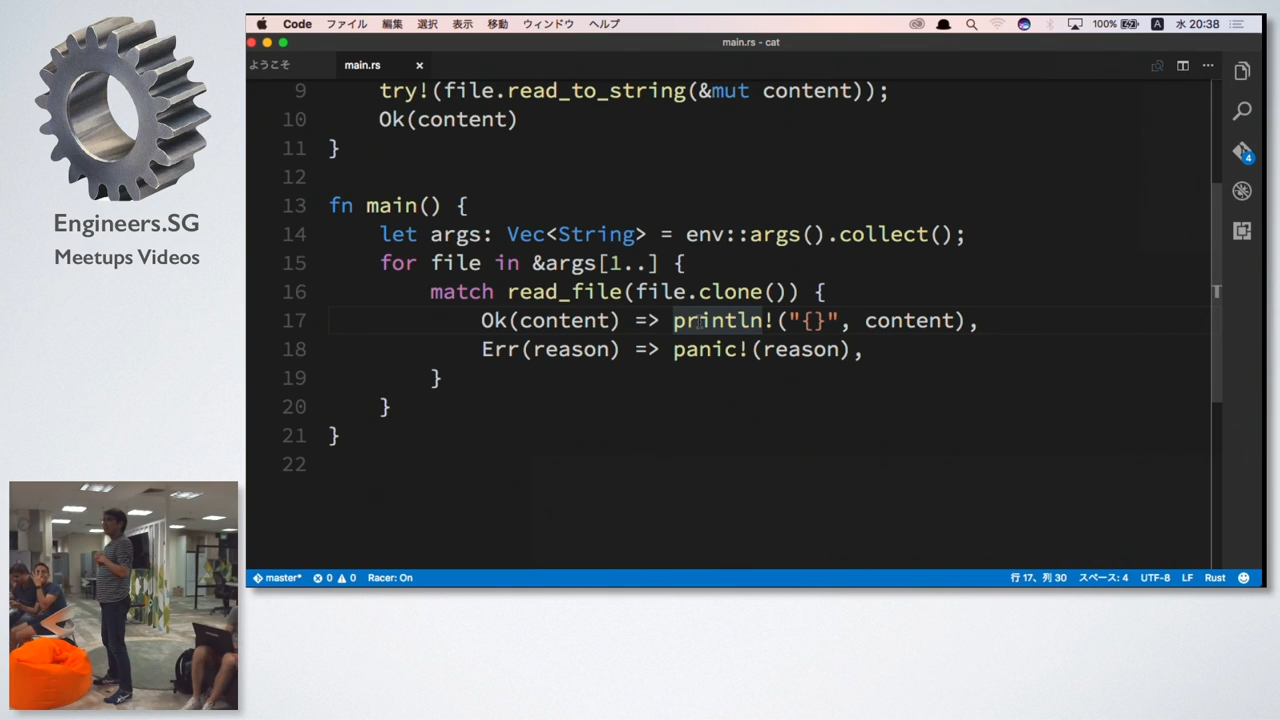 Engineers.SG
Meetups Videos
Code ファイル 編集 選択 表示 移動 ウィンドウ ヘルプ 100% A 水 20:38
main.rs - cat
ようこそ main.rs ×
9 try!(file.read_to_string(&mut content));
10 Ok(content)
11 }
12
13 fn main() {
14 let args: Vec<String> = env::args().collect();
15 for file in &args[1..] {
16 match read_file(file.clone()) {
17 Ok(content) => println!("{}", content),
18 Err(reason) => panic!(reason),
19 }
20 }
21 }
22
4
master* 0 0 Racer: On 行 17、列 30 スペース: 4 UTF-8 LF Rust